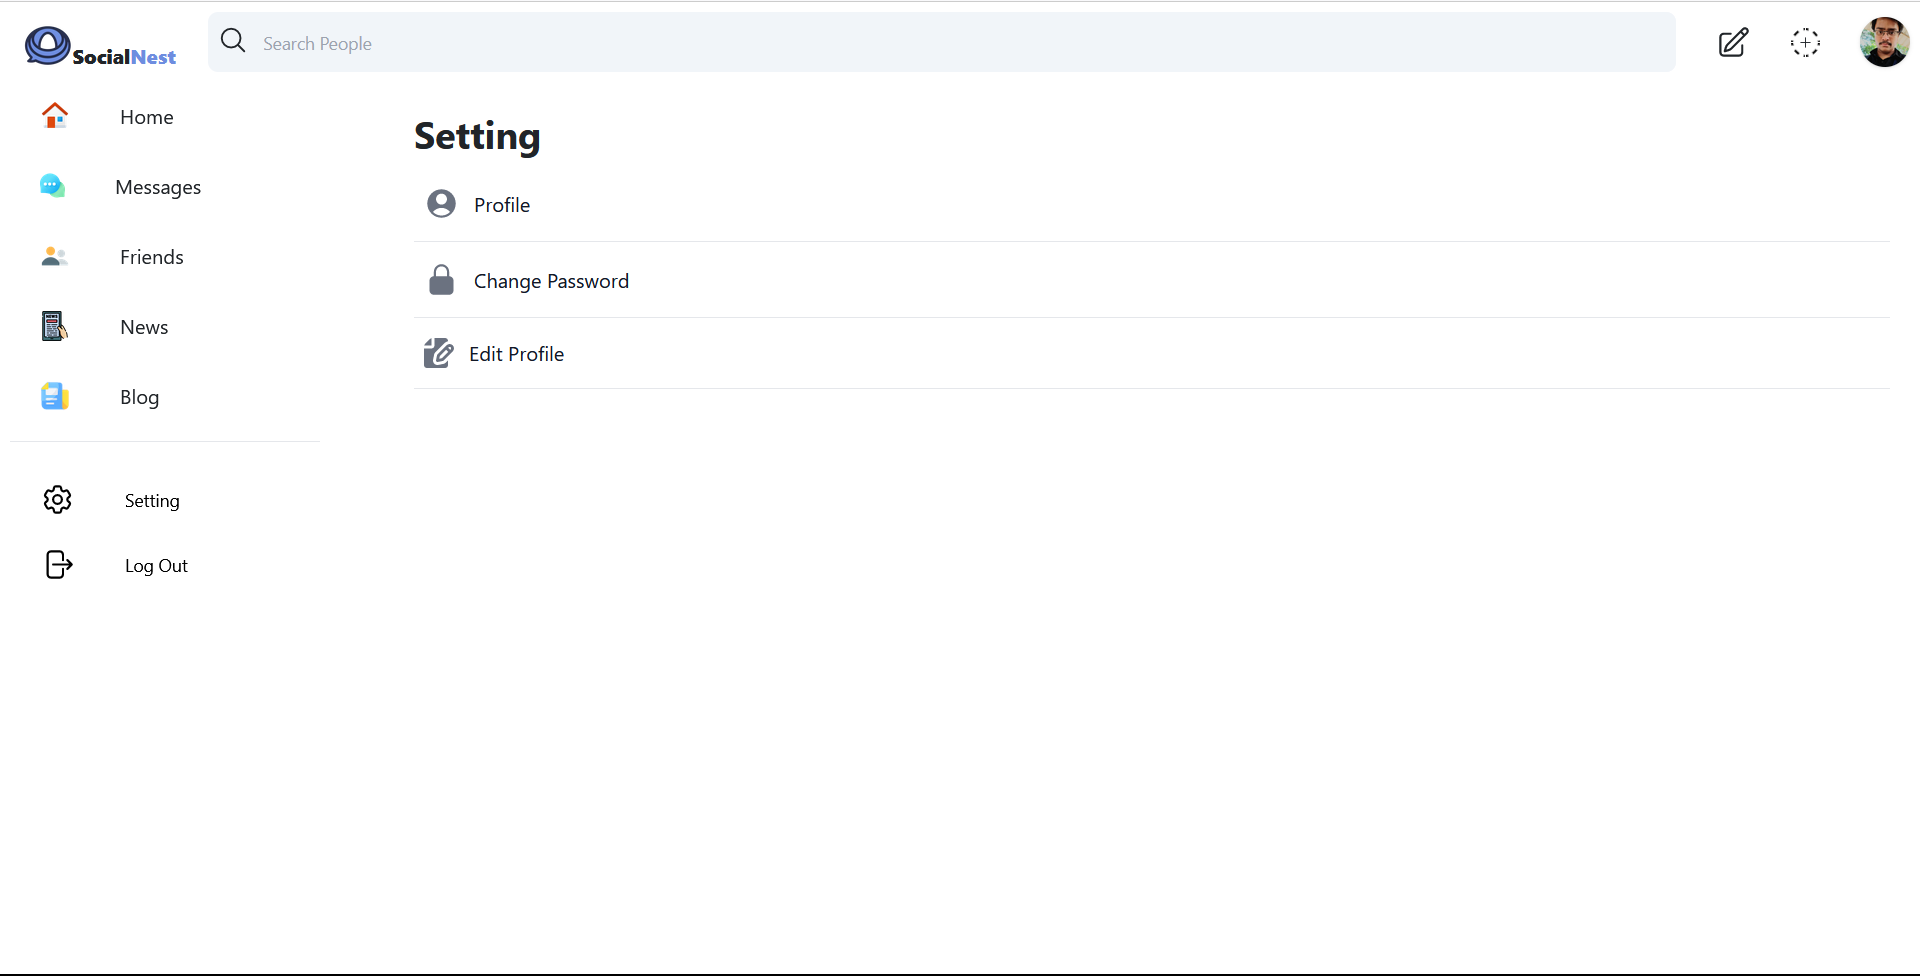 SocialNest
Search People
Home
Messages
Friends
News
Blog
Setting
Log Out
Setting
Profile
Change Password
Edit Profile